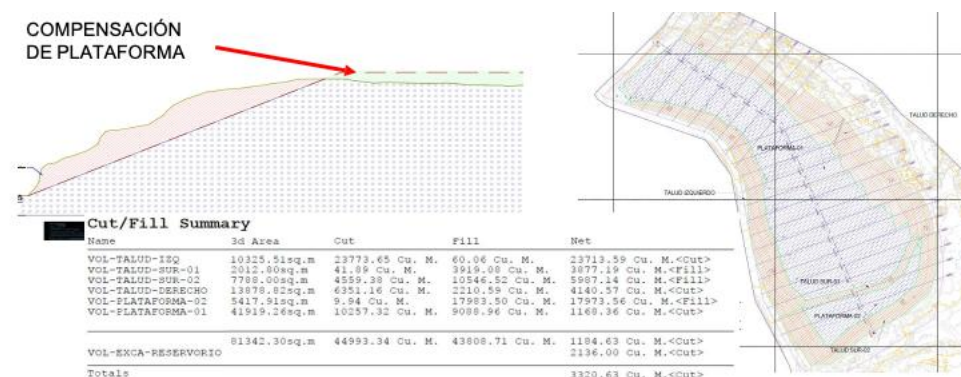 COMPENSACIÓN
DE PLATAFORMA
Cut/Fill Summary
Name 3d Area Cut Fill Net
VOL-TALUD-IZQ 10325.51sq.m 23773.65 Cu. M. 60.06 Cu. M. 23713.59 Cu. M.<Cut>
VOL-TALUD-SUR-01 2012.80sq.m 41.89 Cu. M. 3919.08 Cu. M. 3877.19 Cu. M.<Fill>
VOL-TALUD-SUR-02 7788.00sq.m 4559.38 Cu. M. 10546.52 Cu. M. 5987.14 Cu. M.<Fill>
VOL-TALUD-DERECHO 13878.82sq.m 6351.16 Cu. M. 2210.59 Cu. M. 4140.57 Cu. M.<Cut>
VOL-PLATAFORMA-02 5417.91sq.m 9.94 Cu. M. 17983.50 Cu. M. 17973.56 Cu. M.<Fill>
VOL-PLATAFORMA-01 41919.26sq.m 10257.32 Cu. M. 9088.96 Cu. M. 1168.36 Cu. M.<Cut>
81342.30sq.m 44993.34 Cu. M. 43808.71 Cu. M. 1184.63 Cu. M.<Cut>
VOL-EXCA-RESERVORIO 2136.00 Cu. M.<Cut>
Totals 3320.63 Cu. M.<Cut>
TALUD DERECHO
PLATAFORMA-01
TALUD IZQUIERDO
TALUD SUR-01
PLATAFORMA-02
TALUD SUR-02